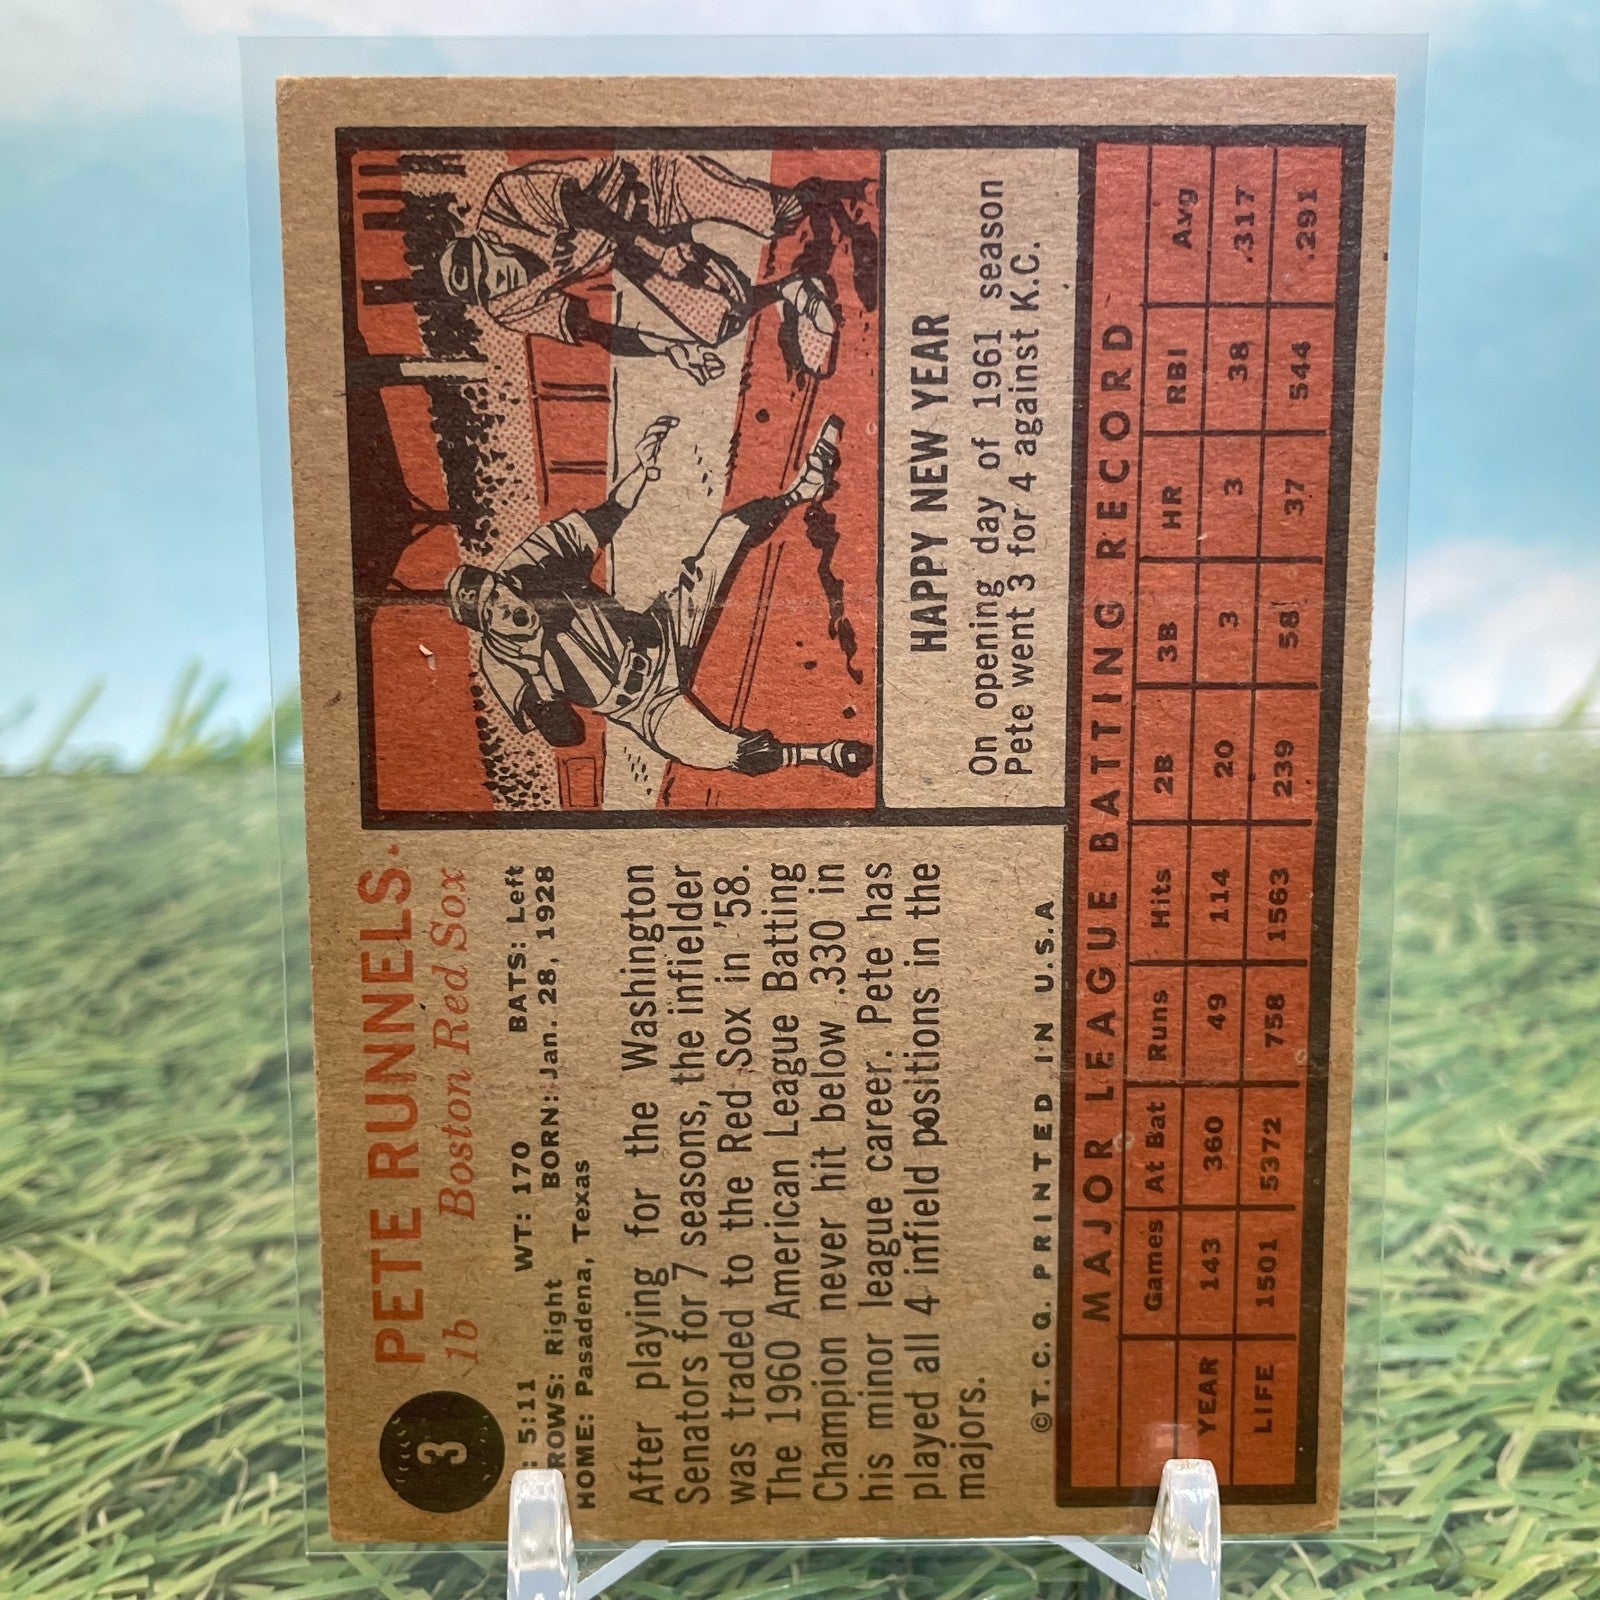 3
PETE RUNNELS
1b Boston Red Sox
: 5:11 WT: 170 BATS: Left
ROWS: Right BORN: Jan. 28, 1928
HOME: Pasadena, Texas
After playing for the Washington
Senators for 7 seasons, the infielder
was traded to the Red Sox in '58.
The 1960 American League Batting
Champion never hit below .330 in
his minor league career. Pete has
played all 4 infield positions in the
majors.
©T. C. G. PRINTED IN U.S.A
HAPPY NEW YEAR
On opening day of 1961 season
Pete went 3 for 4 against K.C.
MAJOR LEAGUE BATTING RECORD
Games At Bat Runs Hits 2B 3B HR RBI Avg
YEAR 143 360 49 114 20 3 3 38 .317
LIFE 1501 5372 758 1563 239 58 37 544 .291